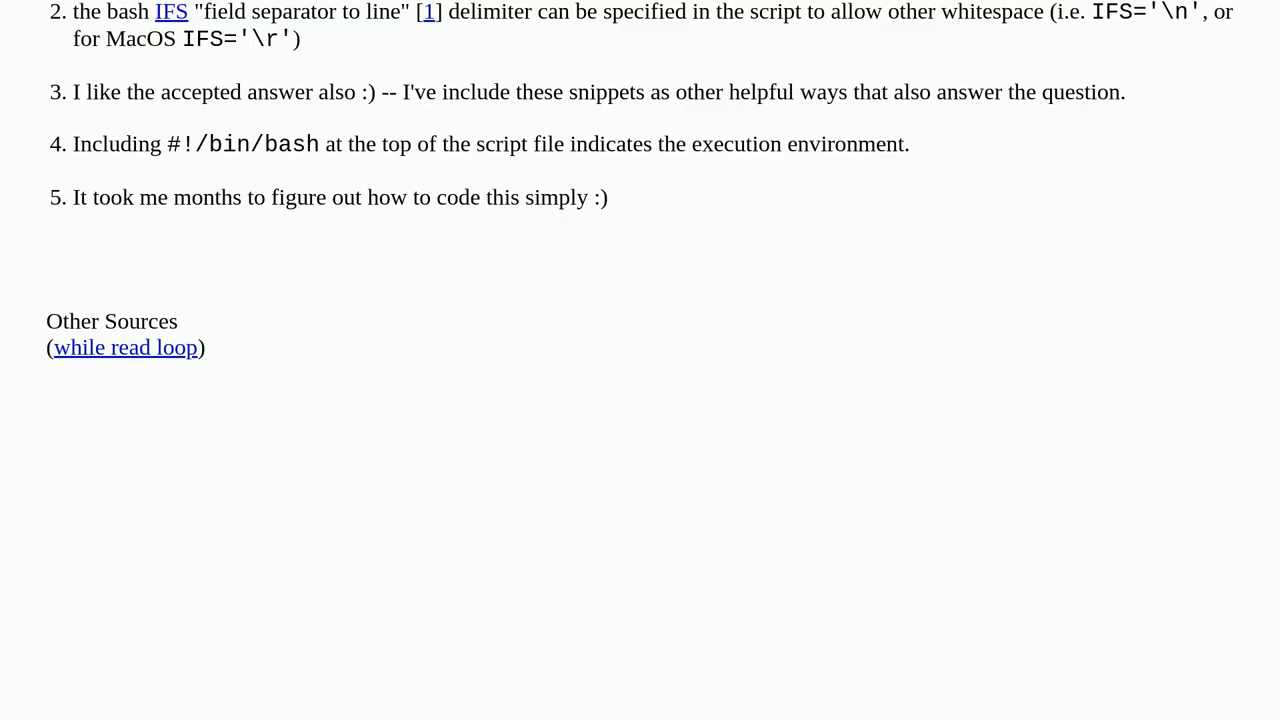 2. the bash IFS "field separator to line" [1] delimiter can be specified in the script to allow other whitespace (i.e. IFS='\n', or
for MacOS IFS='\r')
3. I like the accepted answer also :) -- I've include these snippets as other helpful ways that also answer the question.
4. Including #!/bin/bash at the top of the script file indicates the execution environment.
5. It took me months to figure out how to code this simply :)
Other Sources
(while read loop)